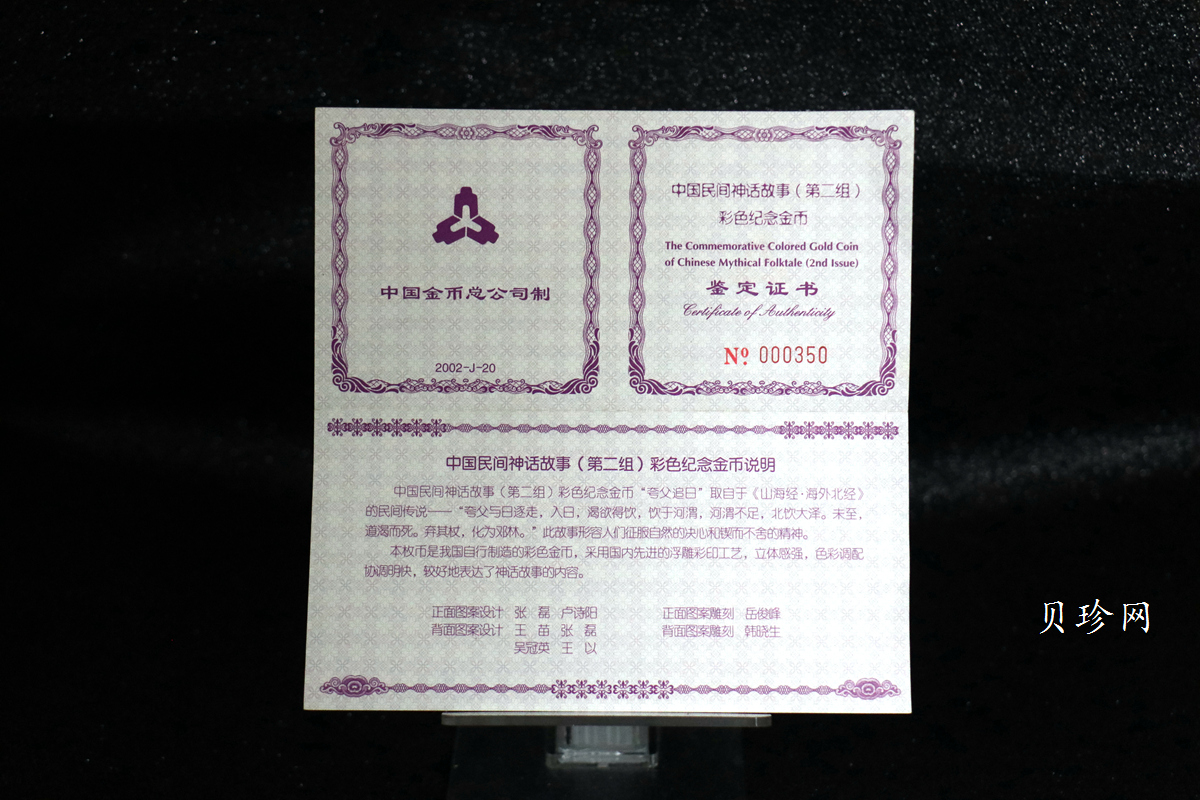 中国金币总公司制
2002-J-20
中国民间神话故事（第二组）
彩色纪念金币
The Commemorative Colored Gold Coin
of Chinese Mythical Folktale (2nd Issue)
鉴定证书
Certificate of Authenticity
Nº. 000350
中国民间神话故事（第二组）彩色纪念金币说明
中国民间神话故事（第二组）彩色纪念金币“夸父追日”取自于《山海经·海外北经》
的民间传说——“夸父与日逐走，入日，渴欲得饮，饮于河渭，河渭不足，北饮大泽。未至，
道渴而死。弃其杖，化为邓林。”此故事形容人们征服自然的决心和锲而不舍的精神。
本枚币是我国自行制造的彩色金币，采用国内先进的浮雕彩印工艺，立体感强，色彩调配
协调明快，较好地表达了神话故事的内容。
正面图案设计 张 磊 卢诗阳 正面图案雕刻 岳俊峰
背面图案设计 王 苗 张 磊 背面图案雕刻 韩晓生
吴冠英 王 以
贝珍网